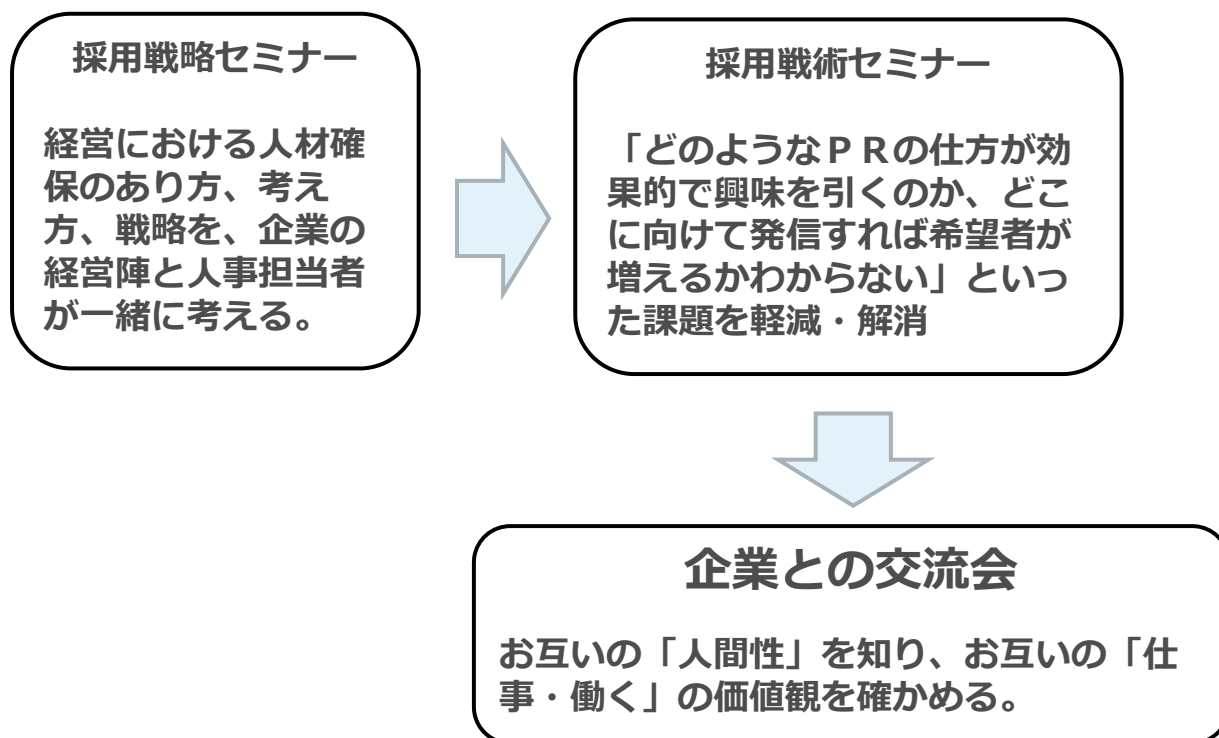 採用戦略セミナー
経営における人材確
保のあり方、考え
方、戦略を、企業の
経営陣と人事担当者
が一緒に考える。
採用戦術セミナー
「どのようなＰＲの仕方が効
果的で興味を引くのか、どこ
に向けて発信すれば希望者が
増えるかわからない」といっ
た課題を軽減・解消
企業との交流会
お互いの「人間性」を知り、お互いの「仕
事・働く」の価値観を確かめる。